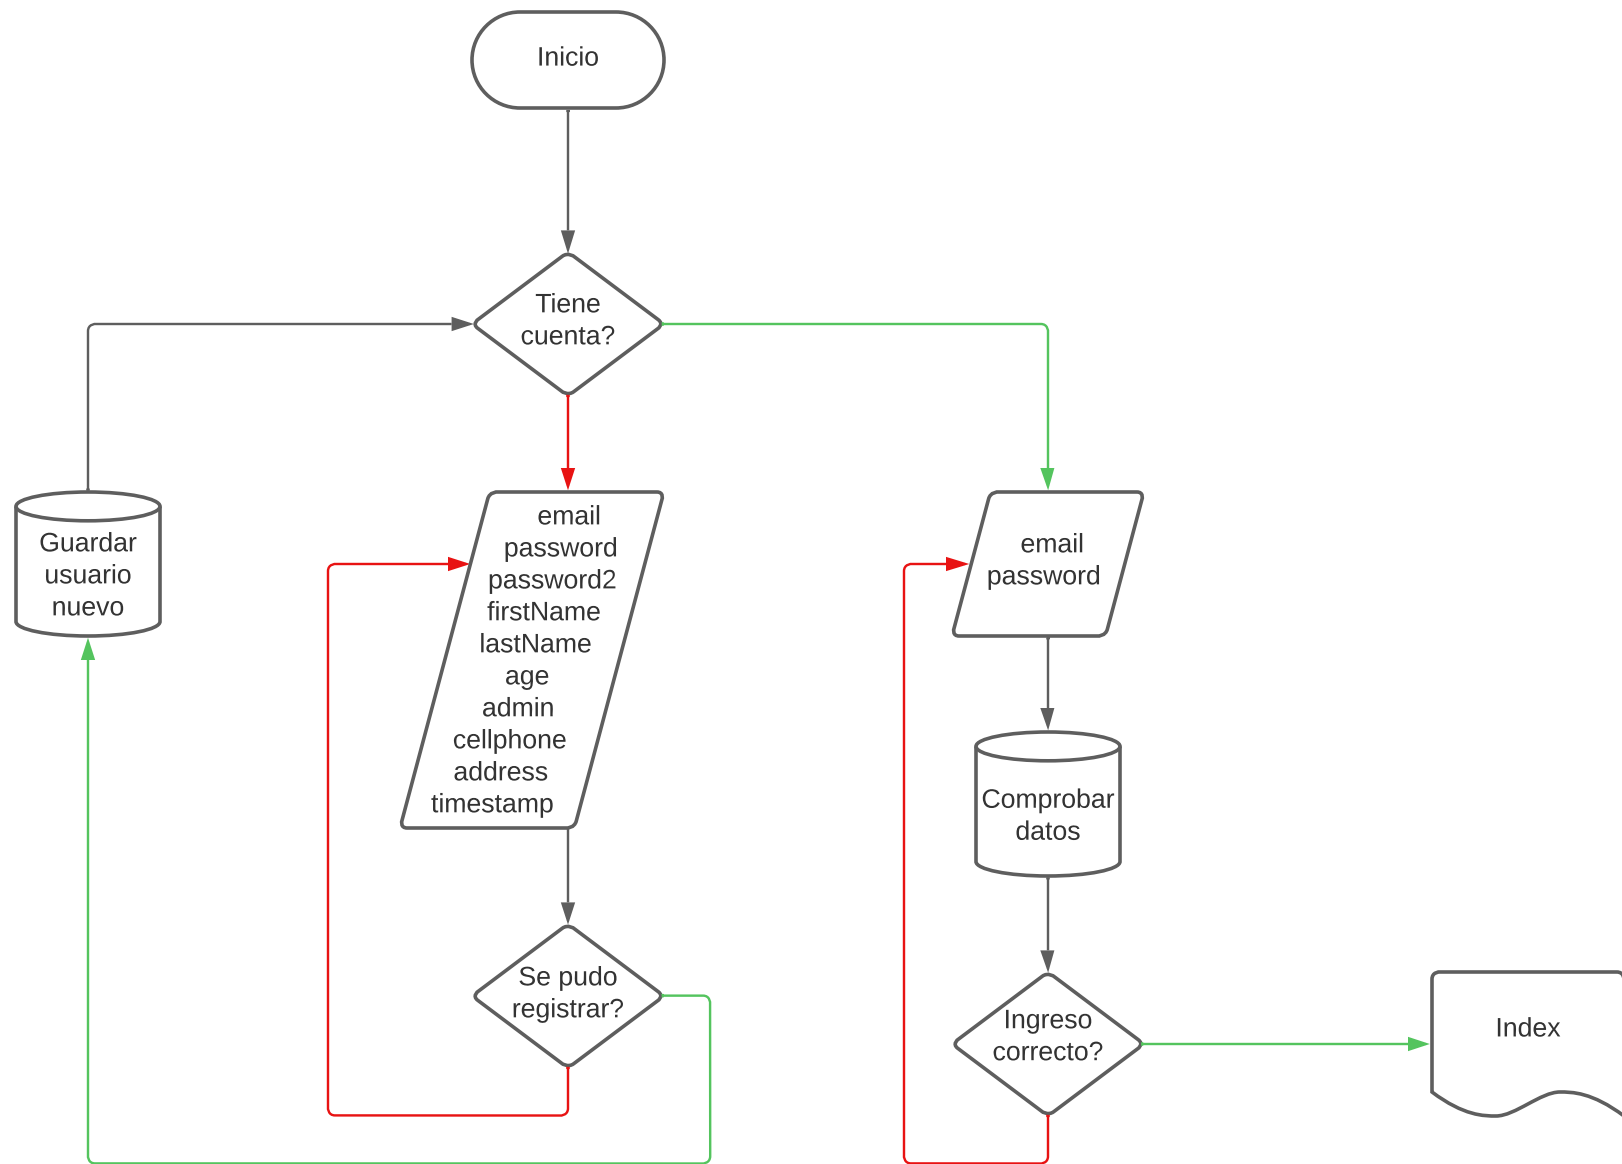 Inicio
Tiene
cuenta?
Guardar
usuario
nuevo
email
password
password2
firstName
lastName
age
admin
cellphone
address
timestamp
email
password
Comprobar
datos
Se pudo
registrar?
Ingreso
correcto?
Index